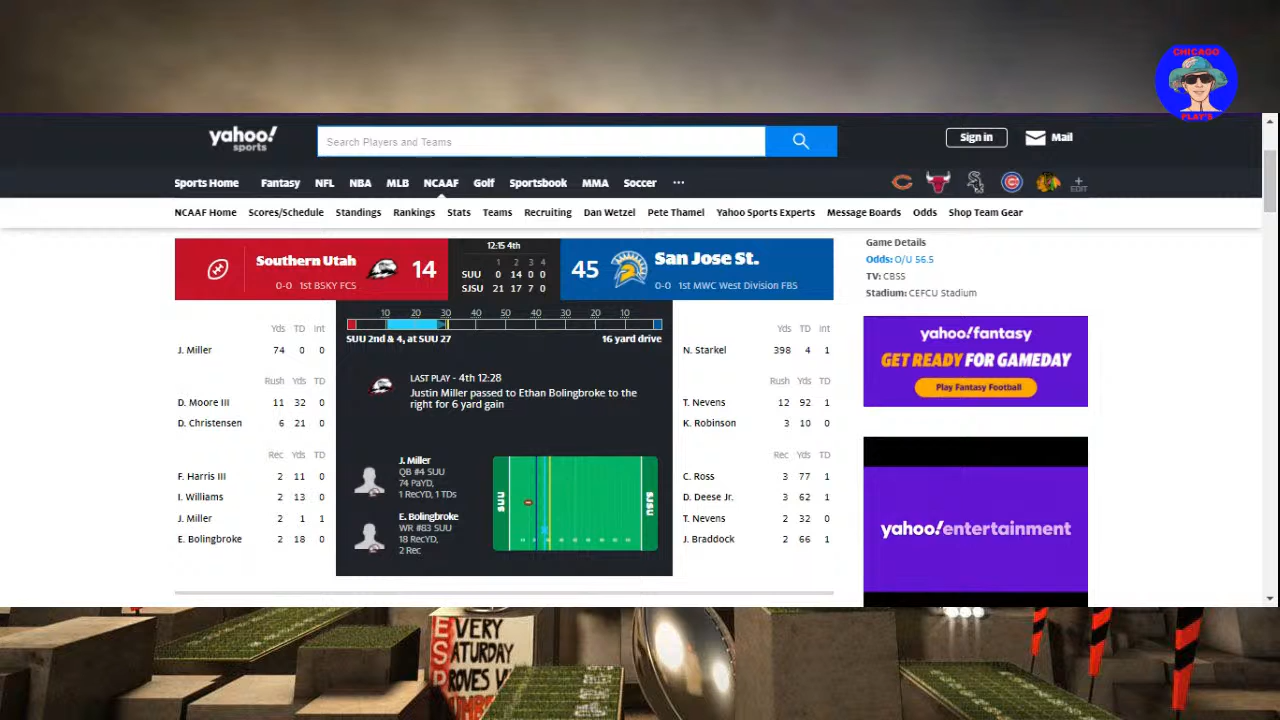 CHICAGO
FLAT'S
yahoo!
sports
Search Players and Teams
Sign in
Mail
Sports Home Fantasy NFL NBA MLB NCAAF Golf Sportsbook MMA Soccer ...
EDIT
NCAAF Home Scores/Schedule Standings Rankings Stats Teams Recruiting Dan Wetzel Pete Thamel Yahoo Sports Experts Message Boards Odds Shop Team Gear
Southern Utah 14
0-0 1st BSKY FCS
12:15 4th
1 2 3 4
SUU 0 14 0 0
SJSU 21 17 7 0
45 San Jose St.
0-0 1st MWC West Division FBS
Game Details
Odds: O/U 56.5
TV: CBSS
Stadium: CEFCU Stadium
Yds TD Int
J. Miller 74 0 0
Rush Yds TD
D. Moore III 11 32 0
D. Christensen 6 21 0
Rec Yds TD
F. Harris III 2 11 0
I. Williams 2 13 0
J. Miller 2 1 1
E. Bolingbroke 2 18 0
10 20 30 40 50 40 30 20 10
SUU 2nd & 4, at SUU 27 16 yard drive
LAST PLAY - 4th 12:28
Justin Miller passed to Ethan Bolingbroke to the
right for 6 yard gain
J. Miller
QB #4 SUU
74 PaYD,
1 RecYD, 1 TDs
E. Bolingbroke
WR #83 SUU
18 RecYD,
2 Rec
SUU
SJSU
Yds TD Int
N. Starkel 398 4 1
Rush Yds TD
T. Nevens 12 92 1
K. Robinson 3 10 0
Rec Yds TD
C. Ross 3 77 1
D. Deese Jr. 3 62 1
T. Nevens 2 32 0
J. Braddock 2 66 1
yahoo!fantasy
GET READY FOR GAMEDAY
Play Fantasy Football
yahoo!entertainment
EVERY
SATURDAY
PROVES